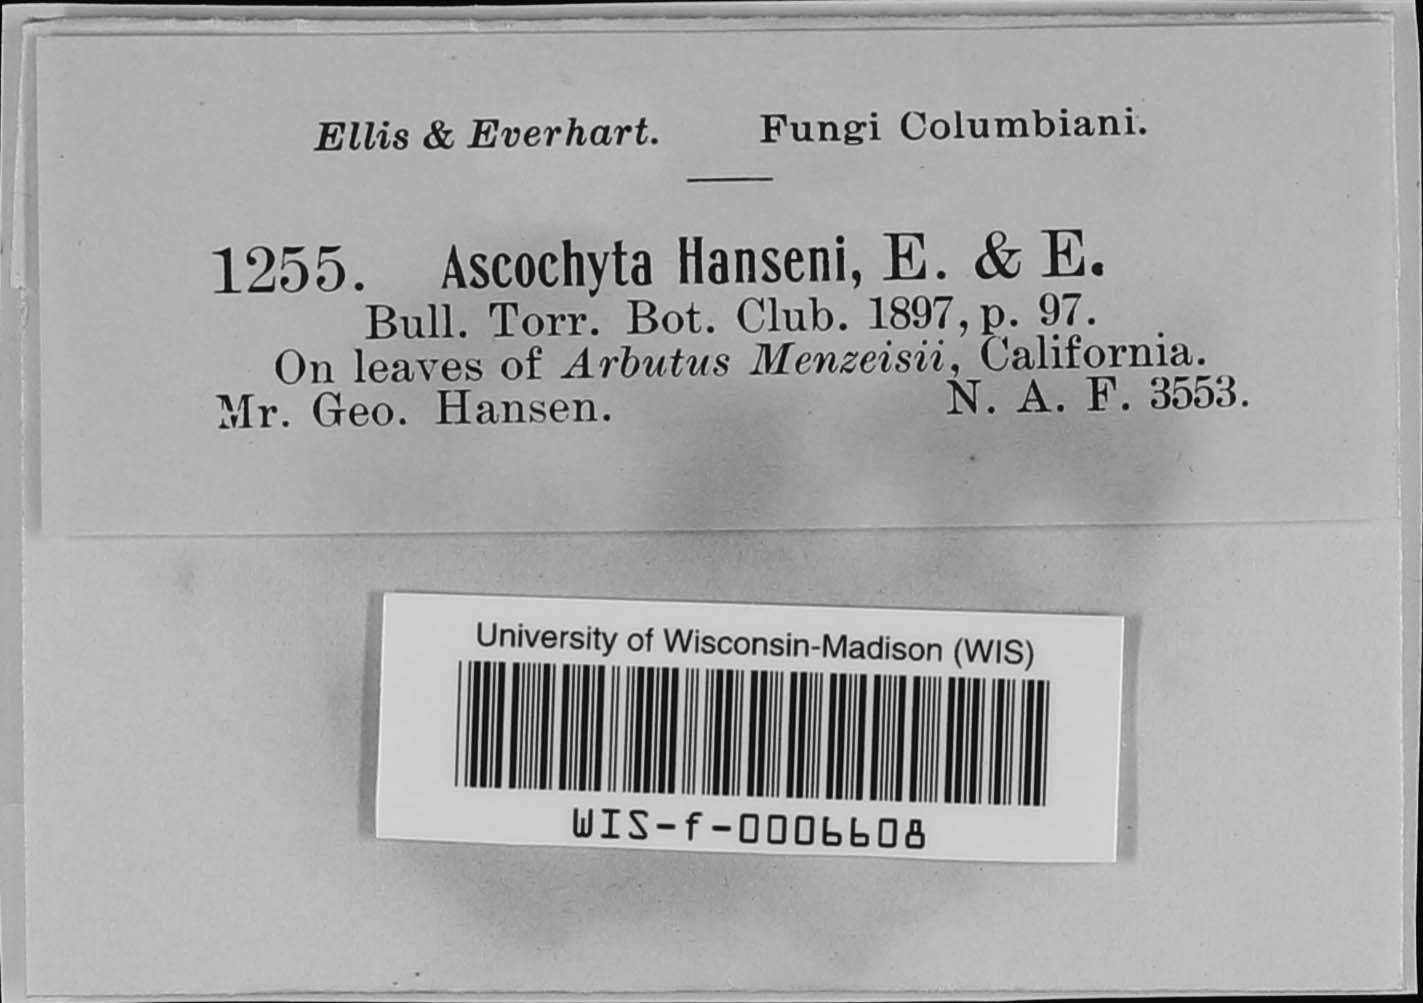 Ellis & Everhart. Fungi Columbiani.
1255. Ascochyta Hanseni, E. & E.
Bull. Torr. Bot. Club. 1897, p. 97.
On leaves of Arbutus Menzeisii, California.
Mr. Geo. Hansen. N. A. F. 3553.
University of Wisconsin-Madison (WIS)
WIS-f-0006608